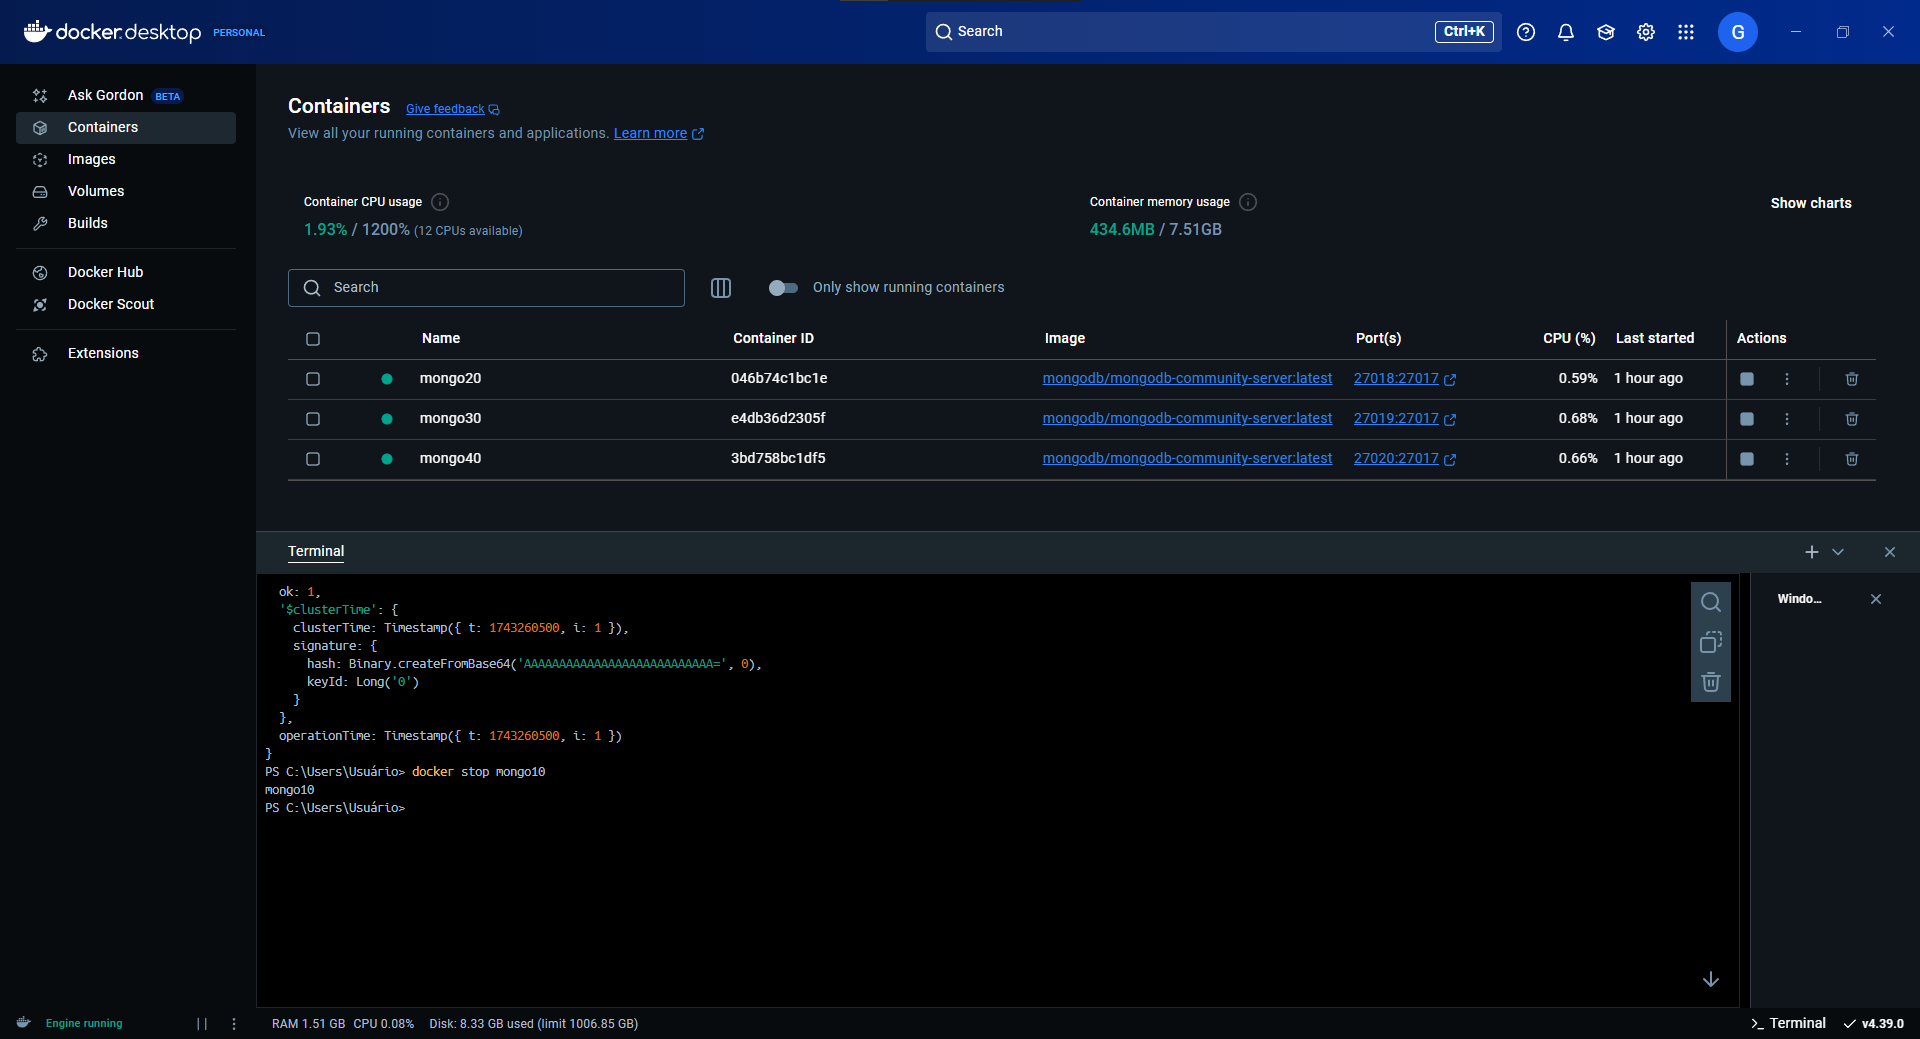 docker.desktop PERSONAL
Search Ctrl+K
G
Ask Gordon BETA
Containers
Images
Volumes
Builds
Docker Hub
Docker Scout
Extensions
Containers Give feedback
View all your running containers and applications. Learn more
Container CPU usage
1.93% / 1200% (12 CPUs available)
Container memory usage
434.6MB / 7.51GB
Show charts
Search
Only show running containers
Name Container ID Image Port(s) CPU (%) Last started Actions
mongo20 046b74c1bc1e mongodb/mongodb-community-server:latest 27018:27017 0.59% 1 hour ago
mongo30 e4db36d2305f mongodb/mongodb-community-server:latest 27019:27017 0.68% 1 hour ago
mongo40 3bd758bc1df5 mongodb/mongodb-community-server:latest 27020:27017 0.66% 1 hour ago
Terminal
ok: 1,
'$clusterTime': {
clusterTime: Timestamp({ t: 1743260500, i: 1 }),
signature: {
hash: Binary.createFromBase64('AAAAAAAAAAAAAAAAAAAAAAAAAAA=', 0),
keyId: Long('0')
}
},
operationTime: Timestamp({ t: 1743260500, i: 1 })
}
PS C:\Users\Usuário> docker stop mongo10
mongo10
PS C:\Users\Usuário>
Windo...
Engine running
RAM 1.51 GB CPU 0.08% Disk: 8.33 GB used (limit 1006.85 GB)
Terminal
v4.39.0